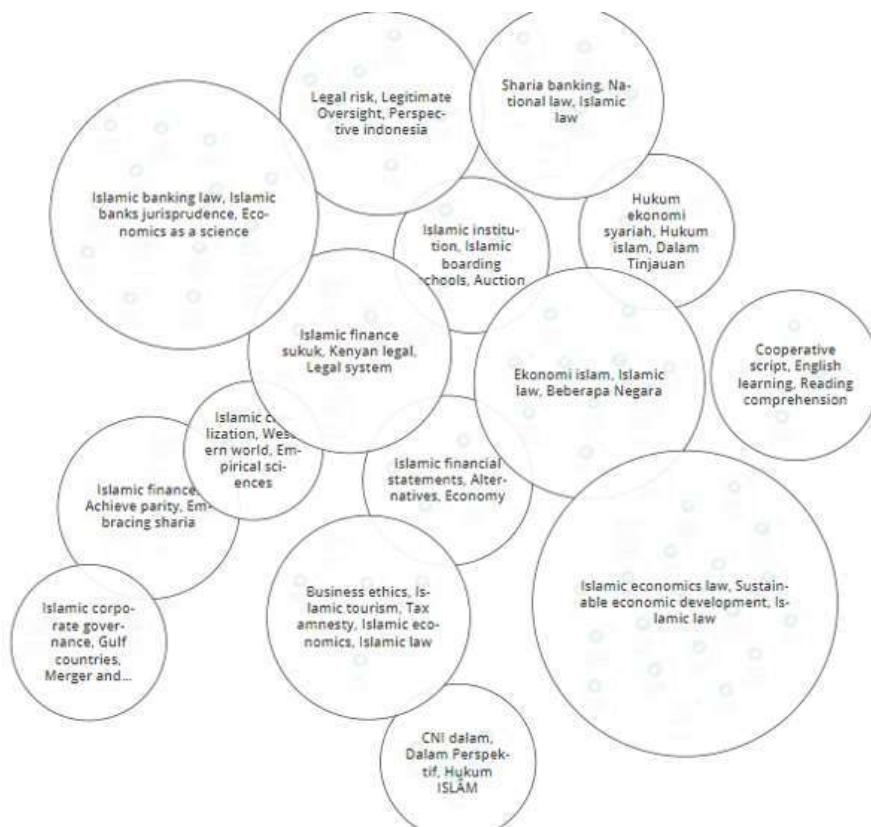 Legal risk, Legitimate
Oversight, Perspec-
tive indonesia
Sharia banking, Na-
tional law, Islamic
law
Islamic banking law, Islamic
banks jurisprudence, Eco-
nomics as a science
Islamic institu-
tion, Islamic
boarding
schools, Auction
Hukum
ekonomi
syariah, Hukum
islam, Dalam
Tinjauan
Islamic finance
sukuk, Kenyan legal,
Legal system
Ekonomi islam, Islamic
law, Beberapa Negara
Cooperative
script, English
learning, Reading
comprehension
Islamic
lization, West-
ern world, Em-
pirical sci-
ences
Islamic finance,
Achieve parity, Em-
bracing sharia
Islamic financial
statements, Alter-
natives, Economy
Islamic economics law, Sustain-
able economic development, Is-
lamic law
Business ethics, Is-
lamic tourism, Tax
amnesty, Islamic eco-
nomics, Islamic law
Islamic corpo-
rate gover-
nance, Gulf
countries,
Merger and...
CNI dalam,
Dalam Perspek-
tif, Hukum
ISLÂM